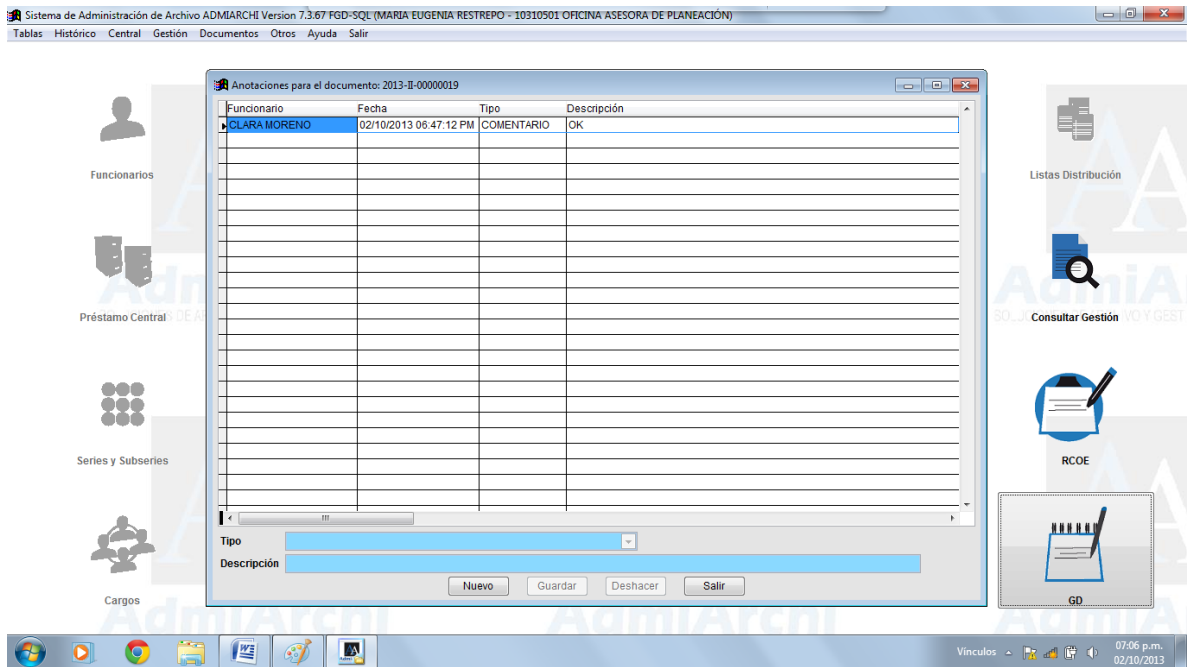 Sistema de Administración de Archivo ADMIARCHI Version 7.3.67 FGD-SQL (MARIA EUGENIA RESTREPO - 10310501 OFICINA ASESORA DE PLANEACIÓN)
Tablas Histórico Central Gestión Documentos Otros Ayuda Salir
Anotaciones para el documento: 2013-II-00000019
Funcionario Fecha Tipo Descripción
CLARA MORENO 02/10/2013 06:47:12 PM COMENTARIO OK
Funcionarios
Listas Distribución
Préstamo Central
Consultar Gestión
Series y Subseries
RCOE
Tipo
Descripción
Nuevo Guardar Deshacer Salir
Cargos
GD
AdmiArchi
Vínculos
07:06 p.m.
02/10/2013